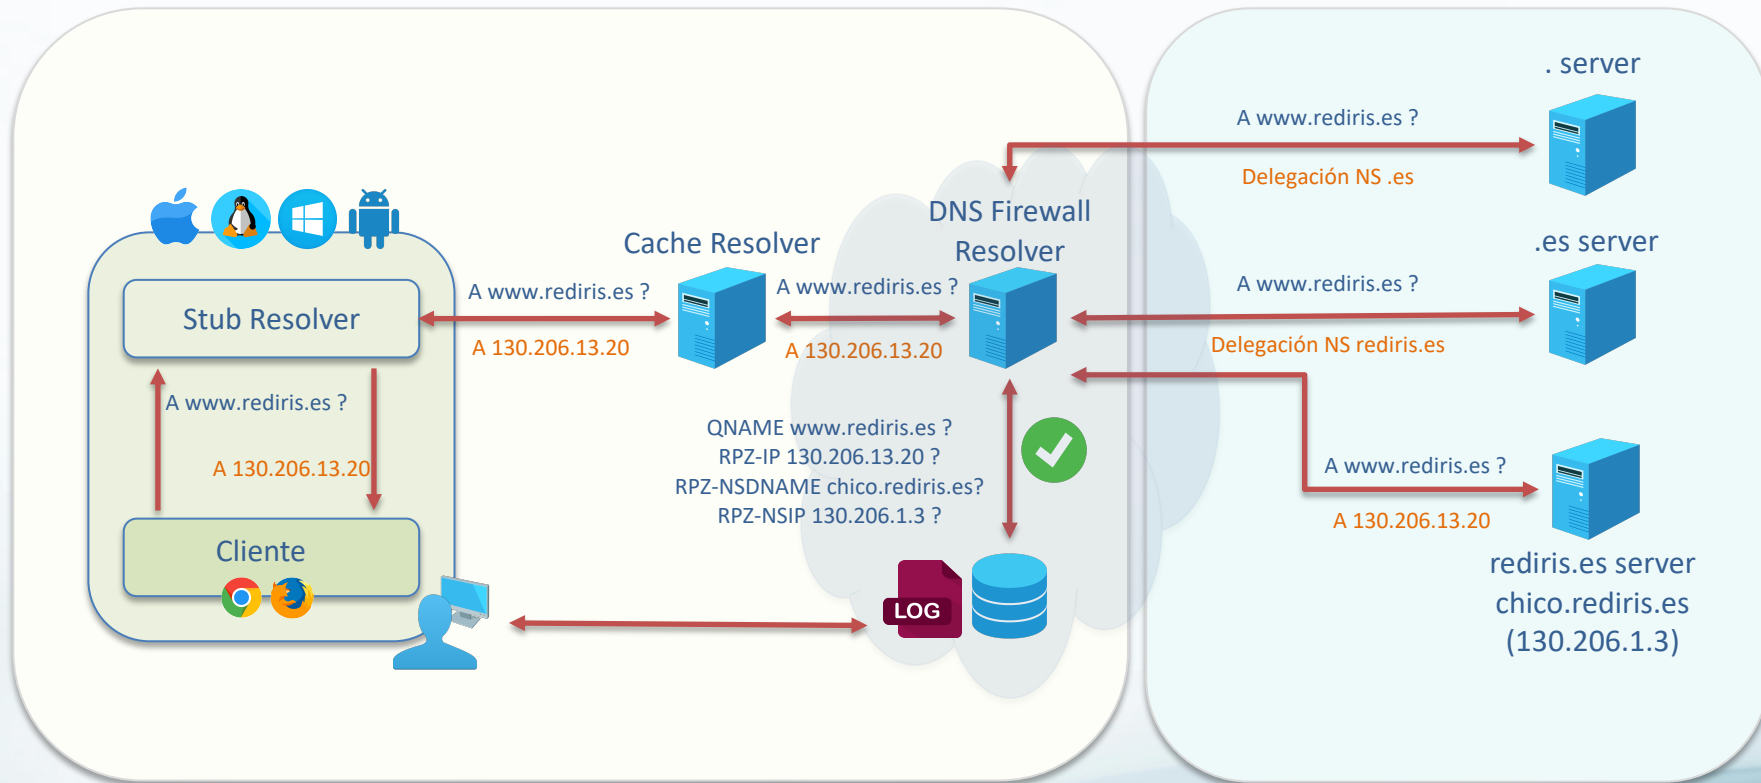 . server
A www.rediris.es ?
Delegación NS .es
DNS Firewall
Resolver
Cache Resolver
.es server
A www.rediris.es ?
A www.rediris.es ?
A www.rediris.es ?
Stub Resolver
A 130.206.13.20
A 130.206.13.20
Delegación NS rediris.es
A www.rediris.es ?
A 130.206.13.20
QNAME www.rediris.es ?
RPZ-IP 130.206.13.20 ?
RPZ-NSDNAME chico.rediris.es?
RPZ-NSIP 130.206.1.3 ?
A www.rediris.es ?
A 130.206.13.20
Cliente
LOG
rediris.es server
chico.rediris.es
(130.206.1.3)